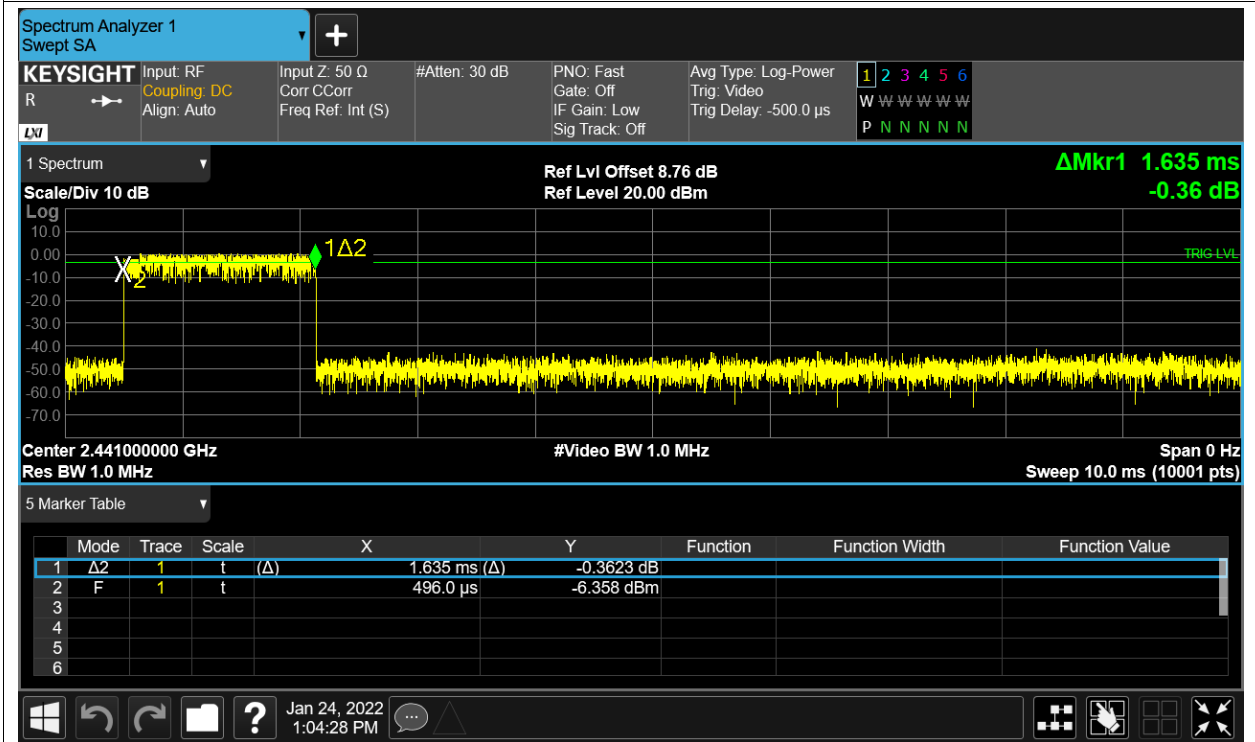 Spectrum Analyzer 1
Swept SA
+
KEYSIGHT
R
LXI
Input: RF
Coupling: DC
Align: Auto
Input Z: 50 Ω
Corr CCorr
Freq Ref: Int (S)
#Atten: 30 dB
PNO: Fast
Gate: Off
IF Gain: Low
Sig Track: Off
Avg Type: Log-Power
Trig: Video
Trig Delay: -500.0 µs
1 2 3 4 5 6
W W W W W W
P N N N N N
1 Spectrum
Scale/Div 10 dB
Ref Lvl Offset 8.76 dB
Ref Level 20.00 dBm
ΔMkr1 1.635 ms
-0.36 dB
Log
10.0
0.00
-10.0
-20.0
-30.0
-40.0
-50.0
-60.0
-70.0
X
2
1Δ2
TRIG LVL
Center 2.441000000 GHz
#Video BW 1.0 MHz
Span 0 Hz
Res BW 1.0 MHz
Sweep 10.0 ms (10001 pts)
5 Marker Table
Mode Trace Scale X Y Function Function Width Function Value
1 Δ2 1 t (Δ) 1.635 ms (Δ) -0.3623 dB
2 F 1 t 496.0 µs -6.358 dBm
3
4
5
6
?
Jan 24, 2022
1:04:28 PM